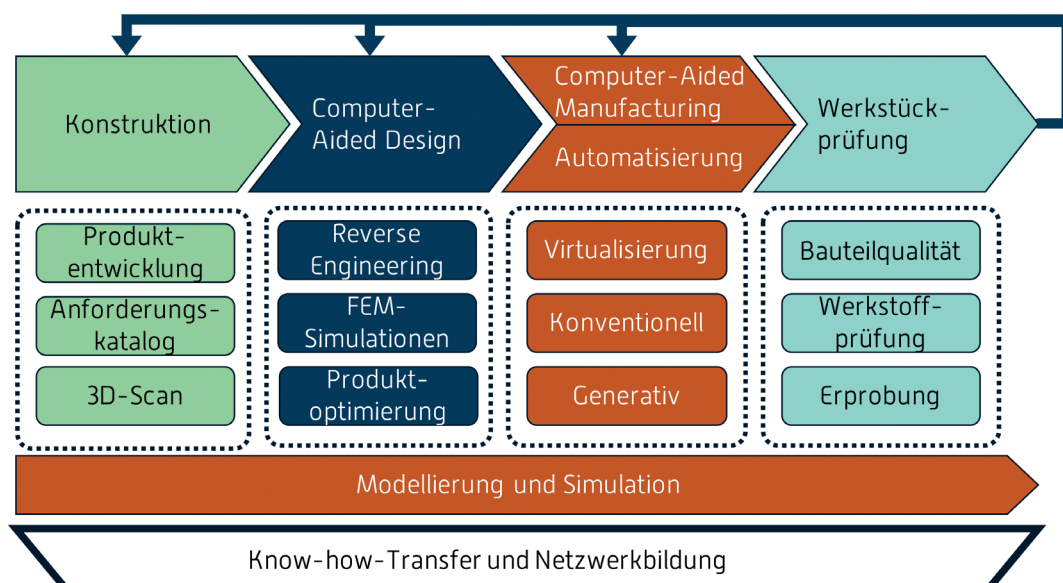 Konstruktion
Computer-
Aided Design
Computer-Aided
Manufacturing
Automatisierung
Werkstück-
prüfung
Produkt-
entwicklung
Anforderungs-
katalog
3D-Scan
Reverse
Engineering
FEM-
Simulationen
Produkt-
optimierung
Virtualisierung
Konventionell
Generativ
Bauteilqualität
Werkstoff-
prüfung
Erprobung
Modellierung und Simulation
Know-how-Transfer und Netzwerkbildung